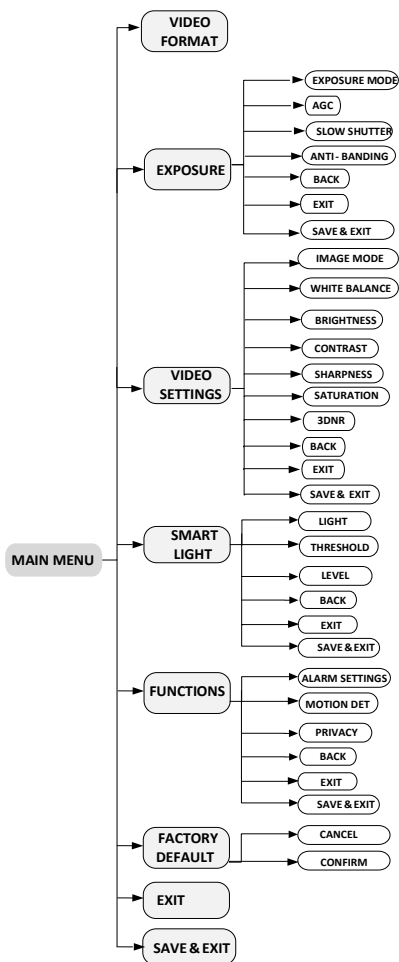 VIDEO
FORMAT
EXPOSURE MODE
AGC
SLOW SHUTTER
EXPOSURE
ANTI - BANDING
BACK
EXIT
SAVE & EXIT
IMAGE MODE
WHITE BALANCE
BRIGHTNESS
CONTRAST
VIDEO
SETTINGS
SHARPNESS
SATURATION
3DNR
BACK
EXIT
SAVE & EXIT
MAIN MENU
SMART
LIGHT
LIGHT
THRESHOLD
LEVEL
BACK
EXIT
SAVE & EXIT
FUNCTIONS
ALARM SETTINGS
MOTION DET
PRIVACY
BACK
EXIT
SAVE & EXIT
FACTORY
DEFAULT
CANCEL
CONFIRM
EXIT
SAVE & EXIT